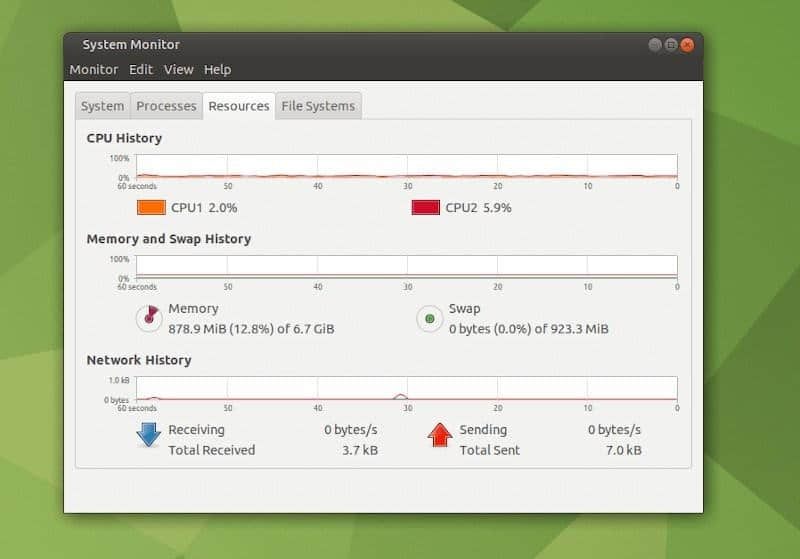 System Monitor
Monitor Edit View Help
System Processes Resources File Systems
CPU History
100%
0%
60 seconds 50 40 30 20 10 0
CPU1 2.0% CPU2 5.9%
Memory and Swap History
100%
0%
60 seconds 50 40 30 20 10 0
Memory Swap
878.9 MiB (12.8%) of 6.7 GiB 0 bytes (0.0%) of 923.3 MiB
Network History
1.0 kB
0 bytes
60 seconds 50 40 30 20 10 0
Receiving 0 bytes/s Sending 0 bytes/s
Total Received 3.7 kB Total Sent 7.0 kB